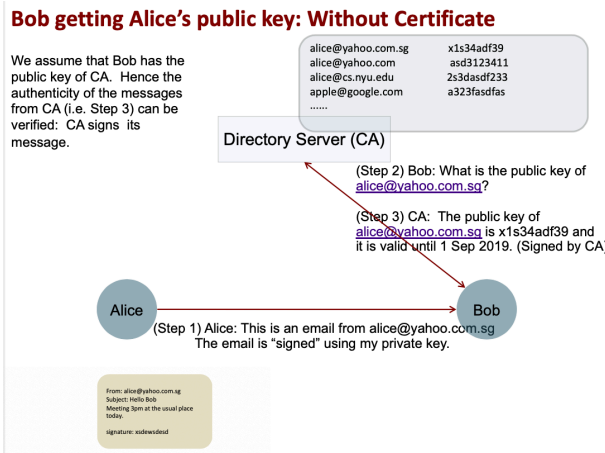 Bob getting Alice's public key: Without Certificate
We assume that Bob has the
public key of CA. Hence the
authenticity of the messages
from CA (i.e. Step 3) can be
verified: CA signs its
message.
alice@yahoo.com.sg x1s34adf39
alice@yahoo.com asd3123411
alice@cs.nyu.edu 2s3dasdf233
apple@google.com a323fasdfas
......
Directory Server (CA)
(Step 2) Bob: What is the public key of
alice@yahoo.com.sg?
(Step 3) CA: The public key of
alice@yahoo.com.sg is x1s34adf39 and
it is valid until 1 Sep 2019. (Signed by CA)
Alice
Bob
(Step 1) Alice: This is an email from alice@yahoo.com.sg
The email is "signed" using my private key.
From: alice@yahoo.com.sg
Subject: Hello Bob
Meeting 3pm at the usual place
today.
signature: xsdewsdesd